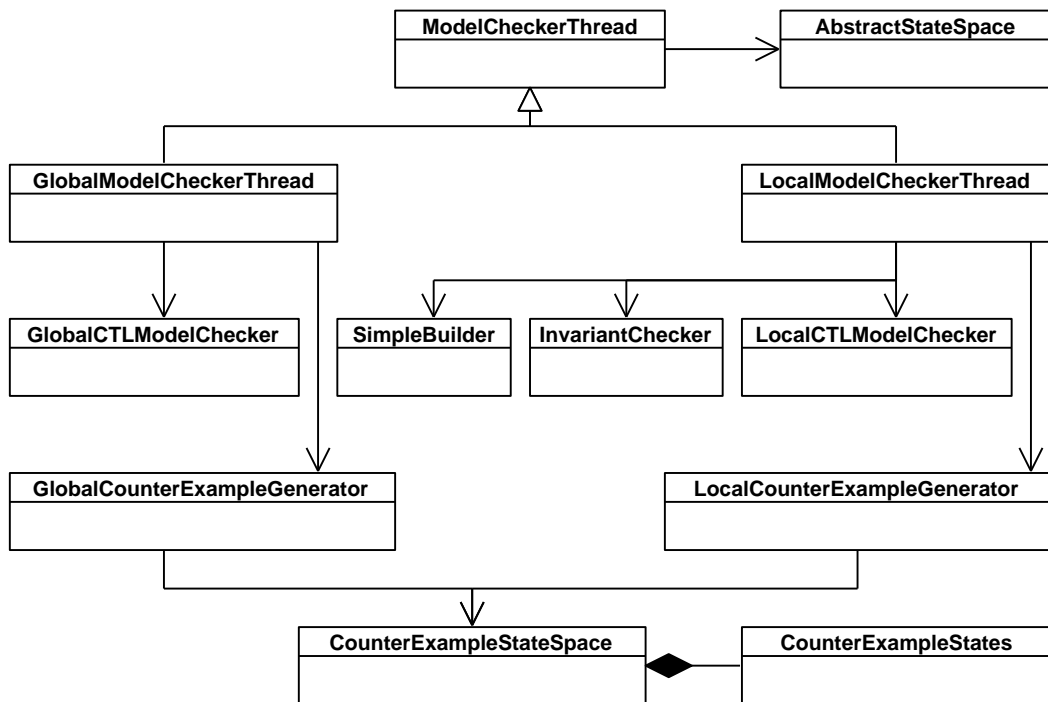 ModelCheckerThread
AbstractStateSpace
GlobalModelCheckerThread
LocalModelCheckerThread
GlobalCTLModelChecker
SimpleBuilder
InvariantChecker
LocalCTLModelChecker
GlobalCounterExampleGenerator
LocalCounterExampleGenerator
CounterExampleStateSpace
CounterExampleStates